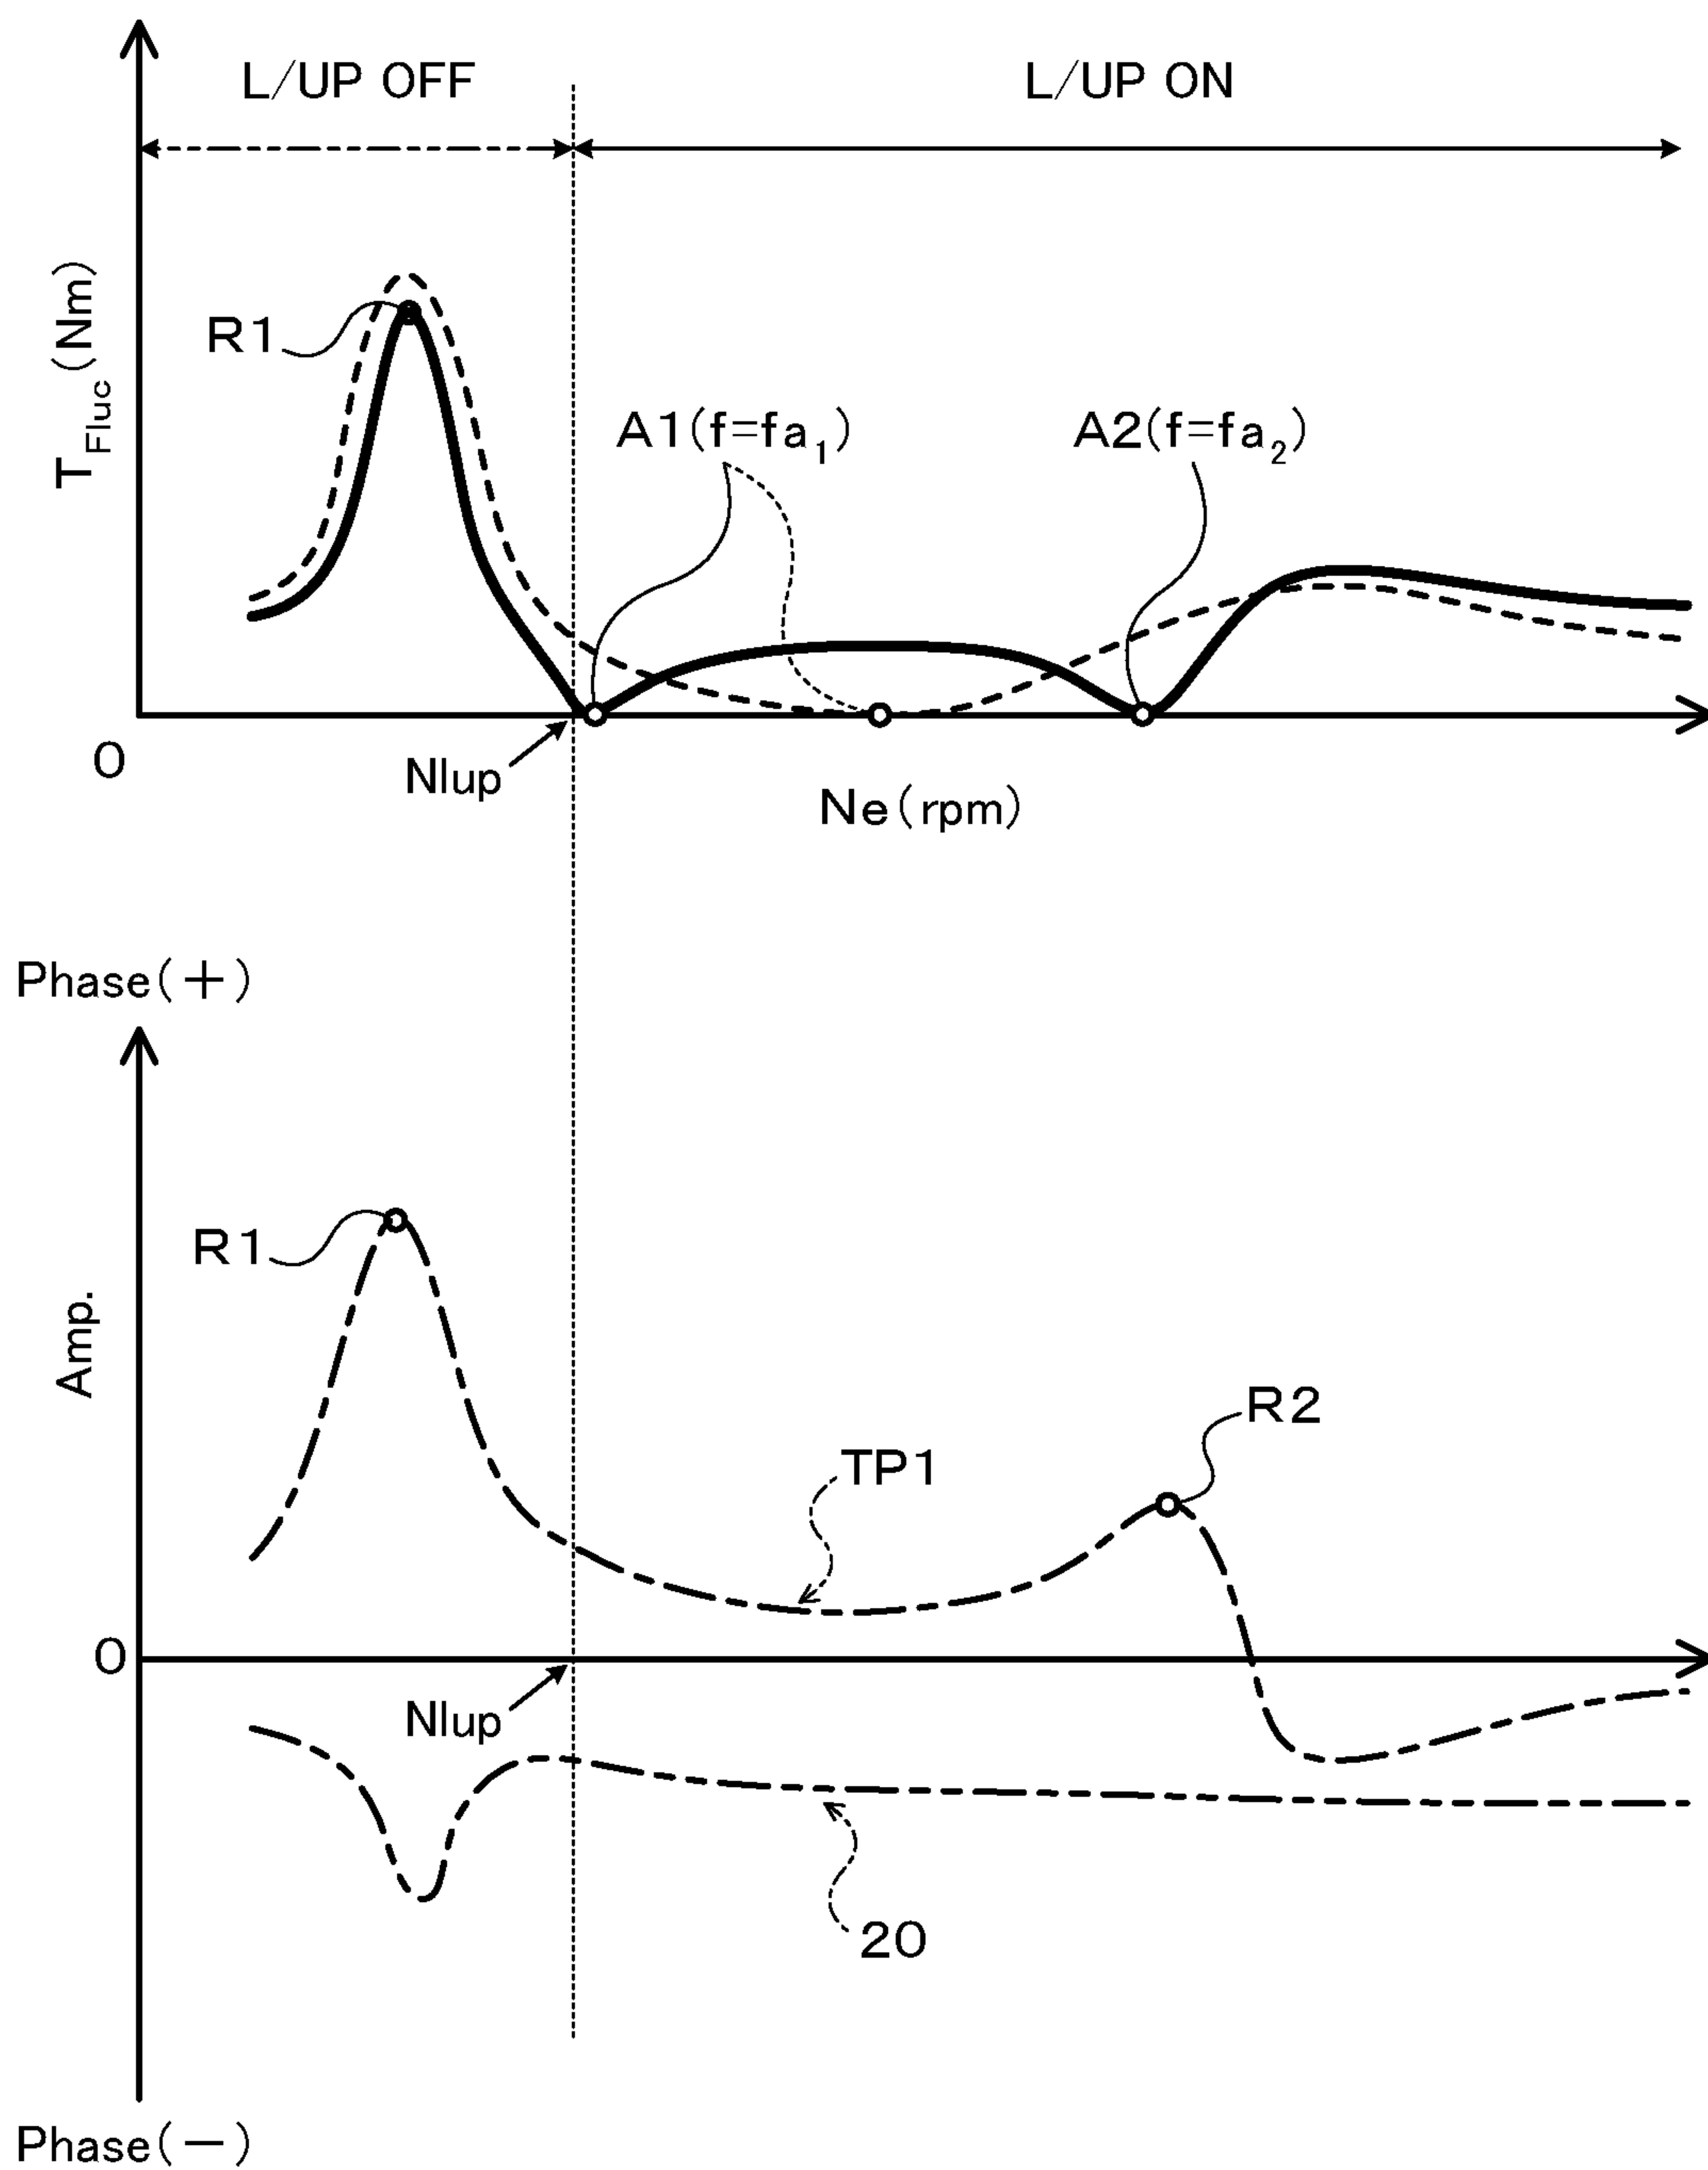 L/UP OFF
L/UP ON
T_Fluc (Nm)
R1
A1(f=fa₁)
A2(f=fa₂)
0
Nlup
Ne(rpm)
Phase(+)
R1
Amp.
R2
TP1
0
Nlup
20
Phase(−)